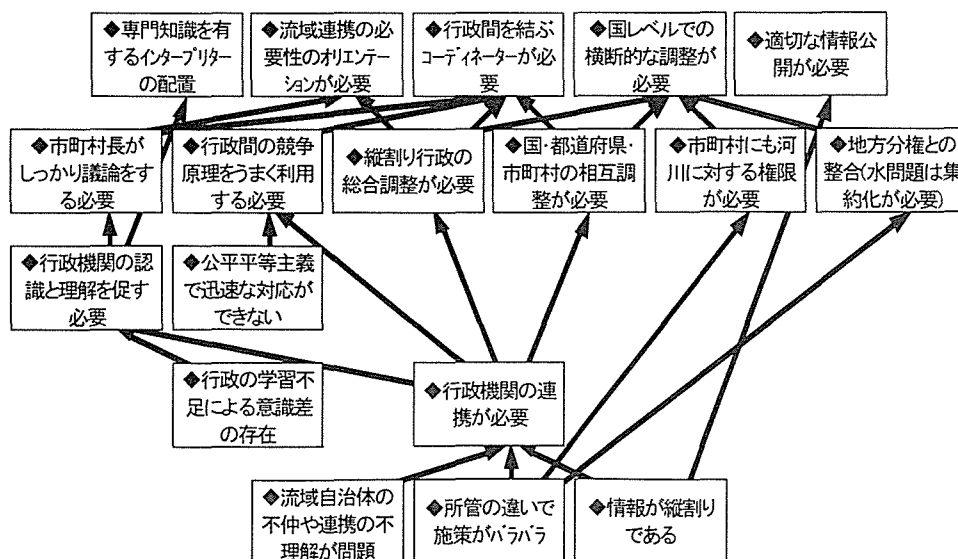 ◆専門知識を有
するインタープリター
の配置
◆流域連携の必
要性のオリエンテー
ションが必要
◆行政間を結ぶ
コーディネーターが必
要
◆国レベルでの
横断的な調整が
必要
◆適切な情報公
開が必要
◆市町村長が
しっかり議論をす
る必要
◆行政間の競争
原理をうまく利用
する必要
◆縦割り行政の
総合調整が必要
◆国・都道府県・
市町村の相互調
整が必要
◆市町村にも河
川に対する権限
が必要
◆地方分権との
整合(水問題は集
約化が必要)
◆行政機関の認
識と理解を促す
必要
◆公平平等主義
で迅速な対応が
できない
◆行政の学習不
足による意識差
の存在
◆行政機関の連
携が必要
◆流域自治体の
不仲や連携の不
理解が問題
◆所管の違いで
施策がバラバラ
◆情報が縦割り
である